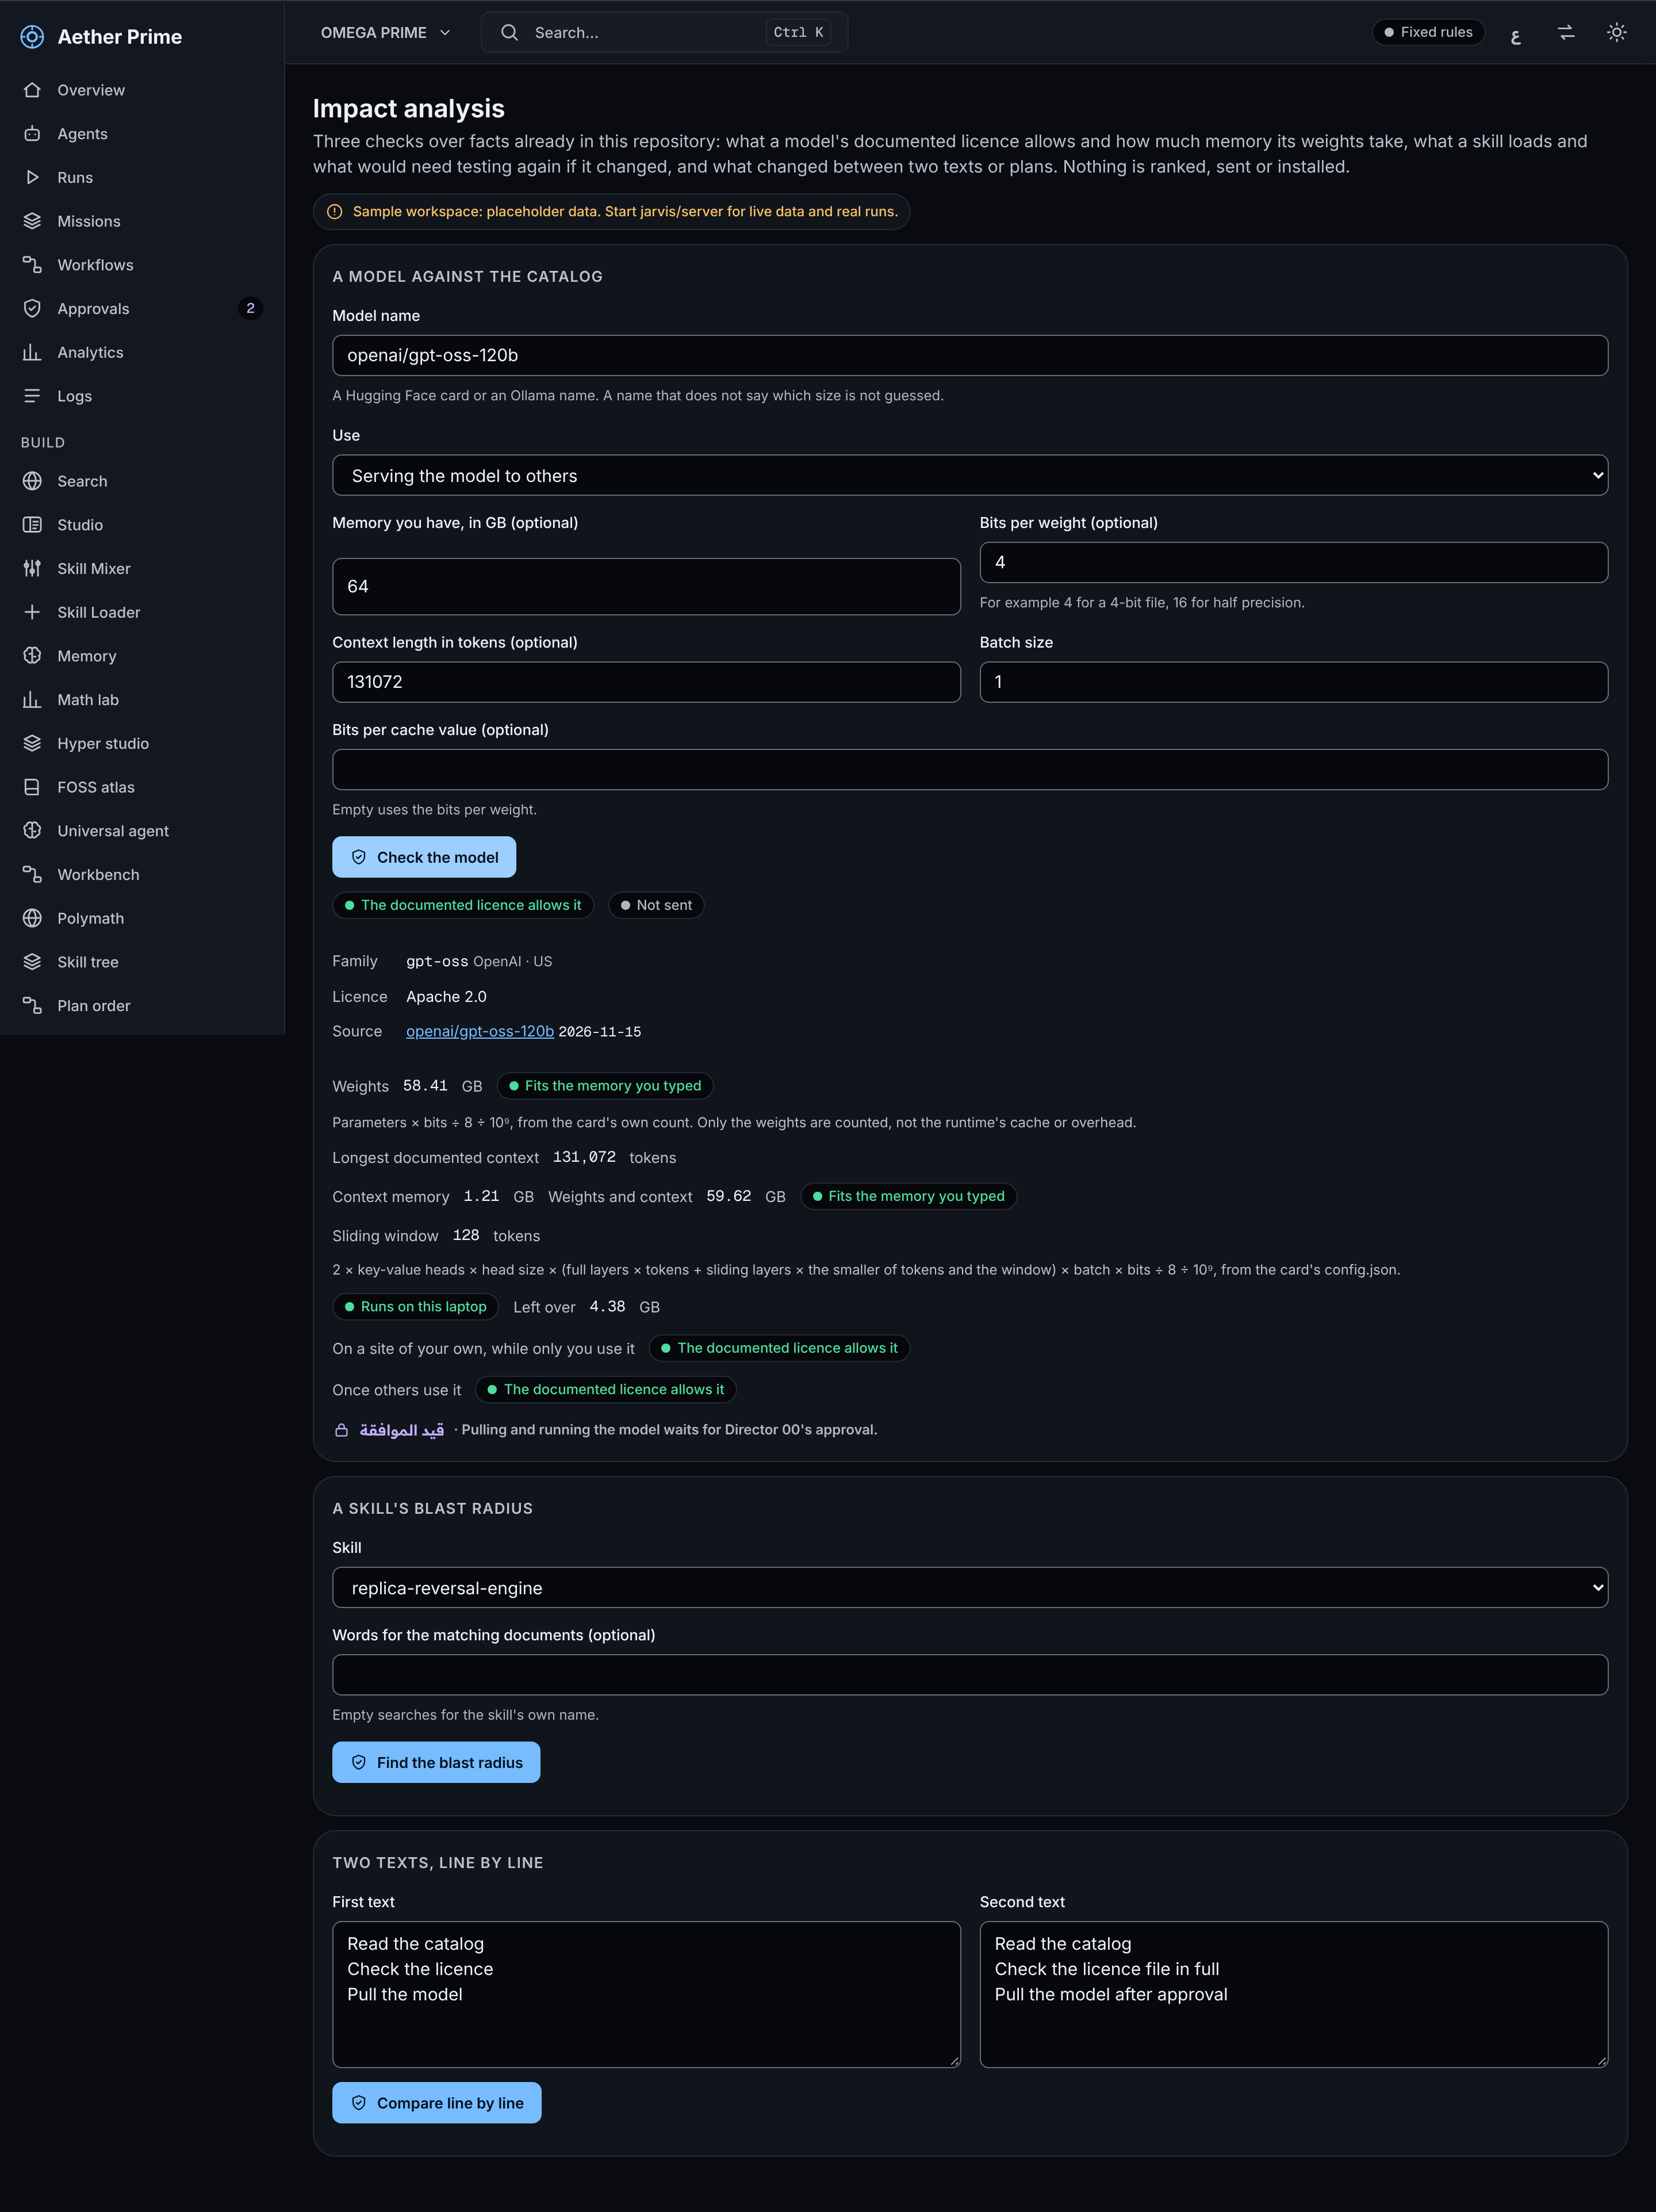 Aether Prime
Overview
Agents
Runs
Missions
Workflows
Approvals 2
Analytics
Logs
BUILD
Search
Studio
Skill Mixer
Skill Loader
Memory
Math lab
Hyper studio
FOSS atlas
Universal agent
Workbench
Polymath
Skill tree
Plan order
OMEGA PRIME
Search...
Ctrl K
Fixed rules
ع
Impact analysis
Three checks over facts already in this repository: what a model's documented licence allows and how much memory its weights take, what a skill loads and
what would need testing again if it changed, and what changed between two texts or plans. Nothing is ranked, sent or installed.
Sample workspace: placeholder data. Start jarvis/server for live data and real runs.
A MODEL AGAINST THE CATALOG
Model name
openai/gpt-oss-120b
A Hugging Face card or an Ollama name. A name that does not say which size is not guessed.
Use
Serving the model to others
Memory you have, in GB (optional)
64
Bits per weight (optional)
4
For example 4 for a 4-bit file, 16 for half precision.
Context length in tokens (optional)
131072
Batch size
1
Bits per cache value (optional)
Empty uses the bits per weight.
Check the model
The documented licence allows it
Not sent
Family gpt-oss OpenAI · US
Licence Apache 2.0
Source openai/gpt-oss-120b 2026-11-15
Weights 58.41 GB Fits the memory you typed
Parameters × bits ÷ 8 ÷ 10⁹, from the card's own count. Only the weights are counted, not the runtime's cache or overhead.
Longest documented context 131,072 tokens
Context memory 1.21 GB Weights and context 59.62 GB Fits the memory you typed
Sliding window 128 tokens
2 × key-value heads × head size × (full layers × tokens + sliding layers × the smaller of tokens and the window) × batch × bits ÷ 8 ÷ 10⁹, from the card's config.json.
Runs on this laptop Left over 4.38 GB
On a site of your own, while only you use it The documented licence allows it
Once others use it The documented licence allows it
قيد الموافقة · Pulling and running the model waits for Director 00's approval.
A SKILL'S BLAST RADIUS
Skill
replica-reversal-engine
Words for the matching documents (optional)
Empty searches for the skill's own name.
Find the blast radius
TWO TEXTS, LINE BY LINE
First text
Read the catalog
Check the licence
Pull the model
Second text
Read the catalog
Check the licence file in full
Pull the model after approval
Compare line by line